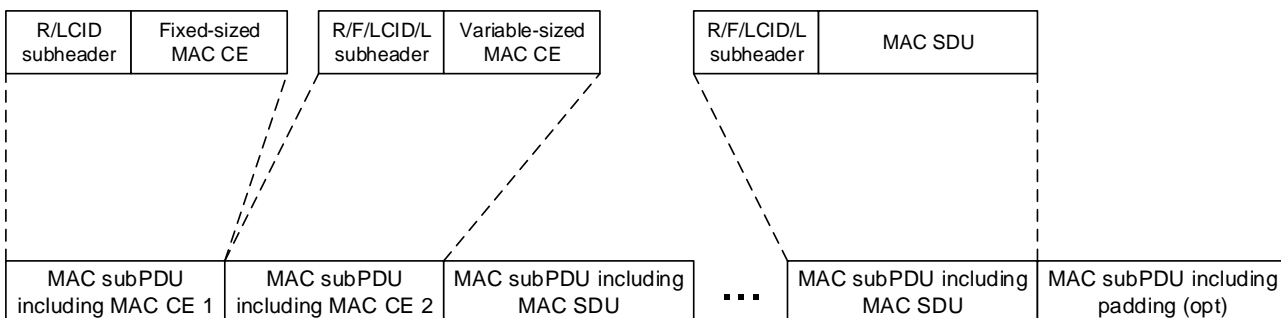 R/LCID
subheader
Fixed-sized
MAC CE
R/F/LCID/L
subheader
Variable-sized
MAC CE
R/F/LCID/L
subheader
MAC SDU
MAC subPDU
including MAC CE 1
MAC subPDU
including MAC CE 2
MAC subPDU including
MAC SDU
...
MAC subPDU including
MAC SDU
MAC subPDU including
padding (opt)